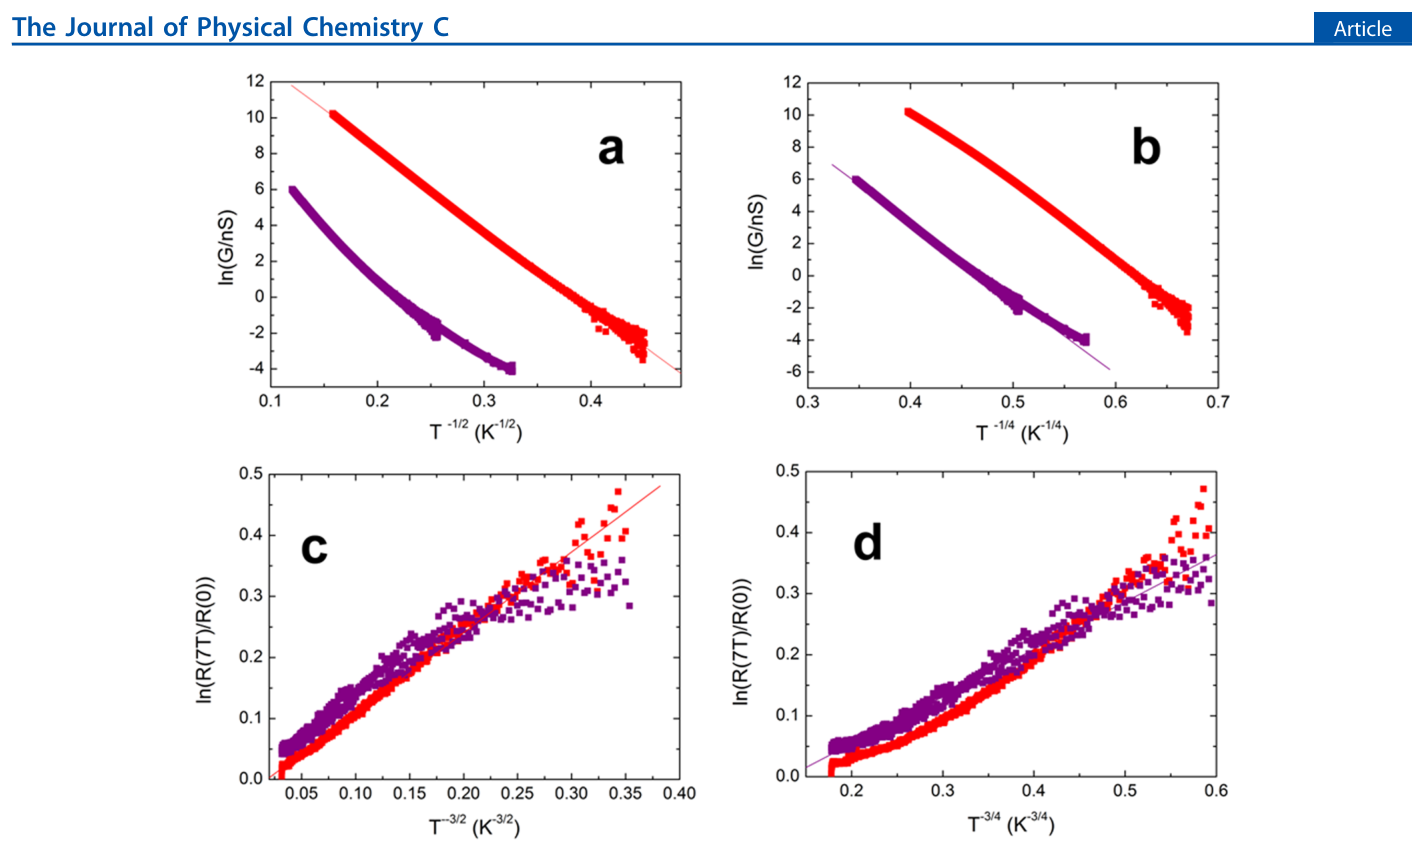 The Journal of Physical Chemistry C
Article
12
10
8
6
4
2
0
-2
-4
ln(G/nS)
a
0.1 0.2 0.3 0.4
T -1/2 (K-1/2)
12
10
8
6
4
2
0
-2
-4
-6
ln(G/nS)
b
0.3 0.4 0.5 0.6 0.7
T -1/4 (K-1/4)
0.5
0.4
0.3
0.2
0.1
0.0
ln(R(7T)/R(0))
c
0.05 0.10 0.15 0.20 0.25 0.30 0.35 0.40
T--3/2 (K-3/2)
0.5
0.4
0.3
0.2
0.1
0.0
ln(R(7T)/R(0))
d
0.2 0.3 0.4 0.5 0.6
T-3/4 (K-3/4)